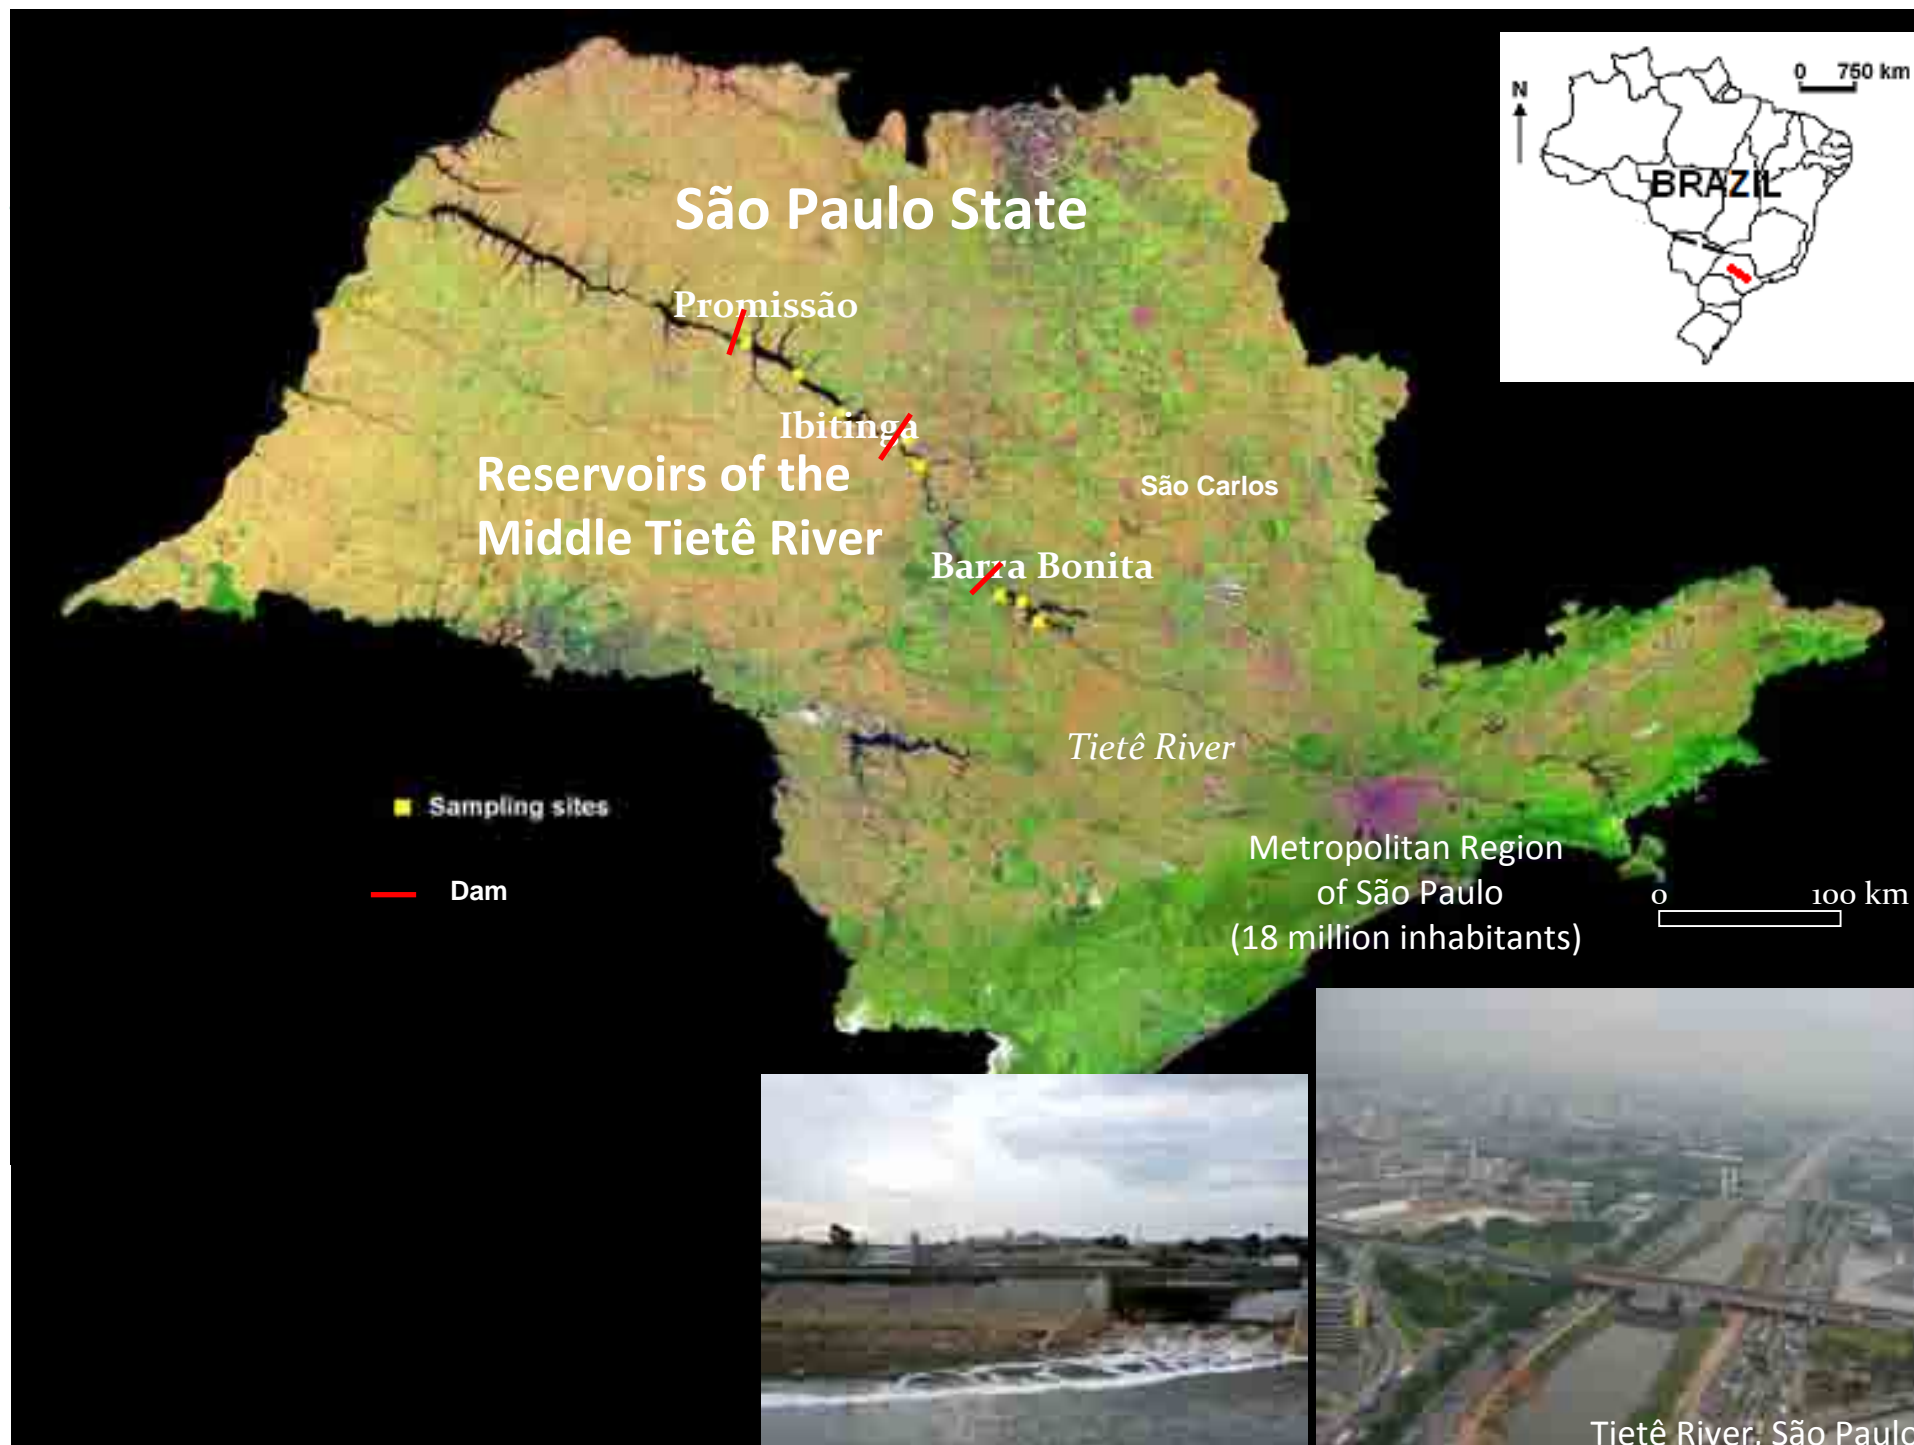 São Paulo State
0 750 km
N
BRAZIL
Promissão
Ibitinga
Reservoirs of the
Middle Tietê River
São Carlos
Barra Bonita
Tietê River
Sampling sites
Dam
Metropolitan Region
of São Paulo
(18 million inhabitants)
0 100 km
Tietê River, São Paulo